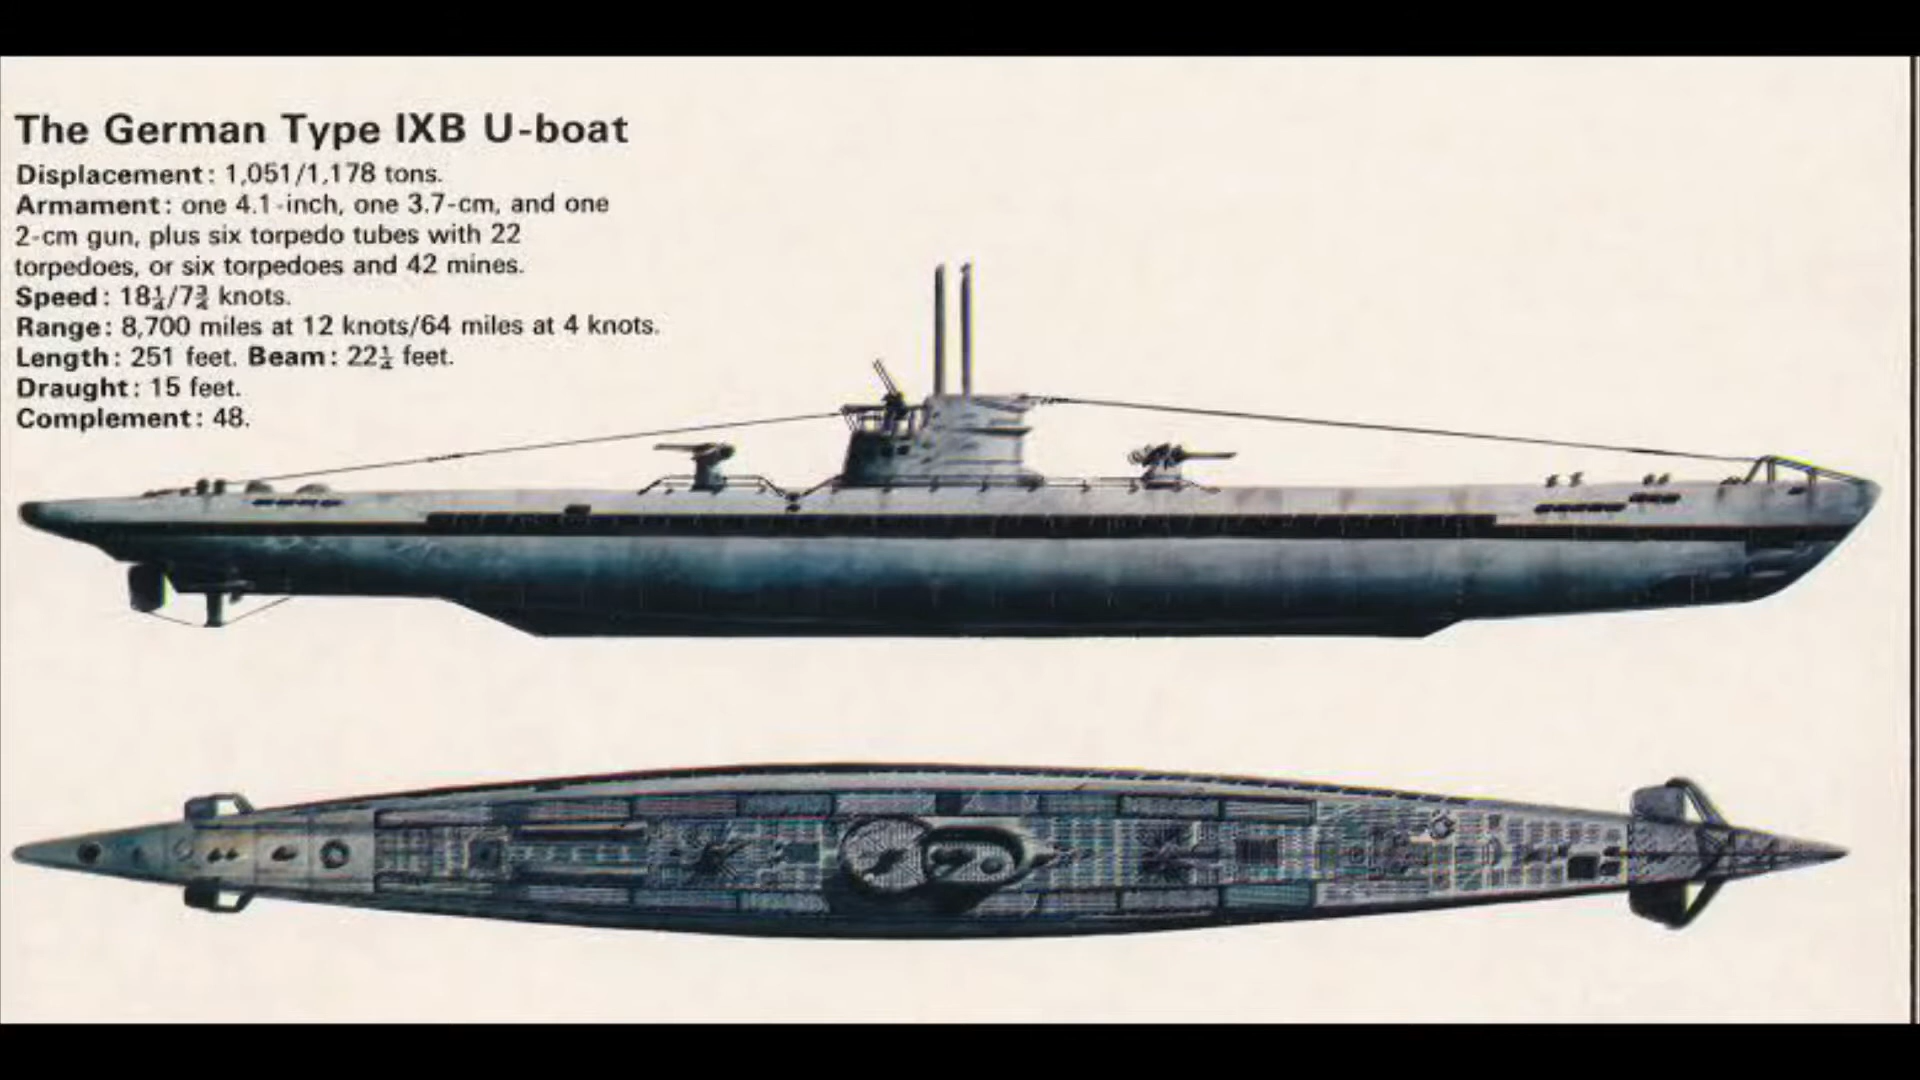 The German Type IXB U-boat
Displacement: 1,051/1,178 tons.
Armament: one 4.1-inch, one 3.7-cm, and one
2-cm gun, plus six torpedo tubes with 22
torpedoes, or six torpedoes and 42 mines.
Speed: 18¼/7¾ knots.
Range: 8,700 miles at 12 knots/64 miles at 4 knots.
Length: 251 feet. Beam: 22¼ feet.
Draught: 15 feet.
Complement: 48.